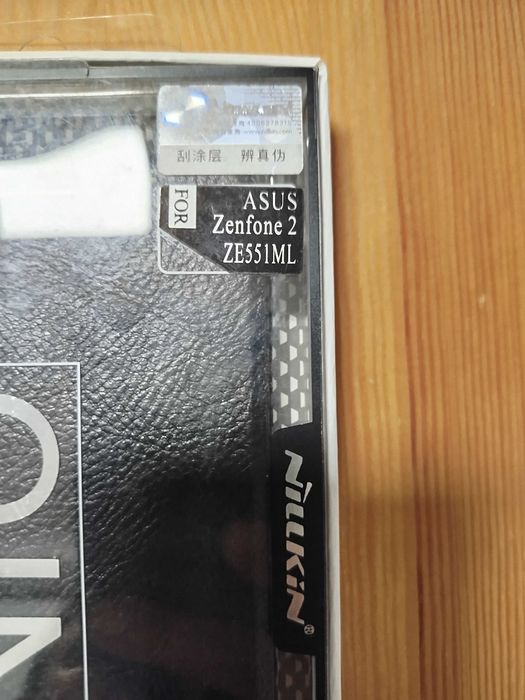 刮涂层 辨真伪
FOR
ASUS
Zenfone 2
ZE551ML
NiLLKiN®